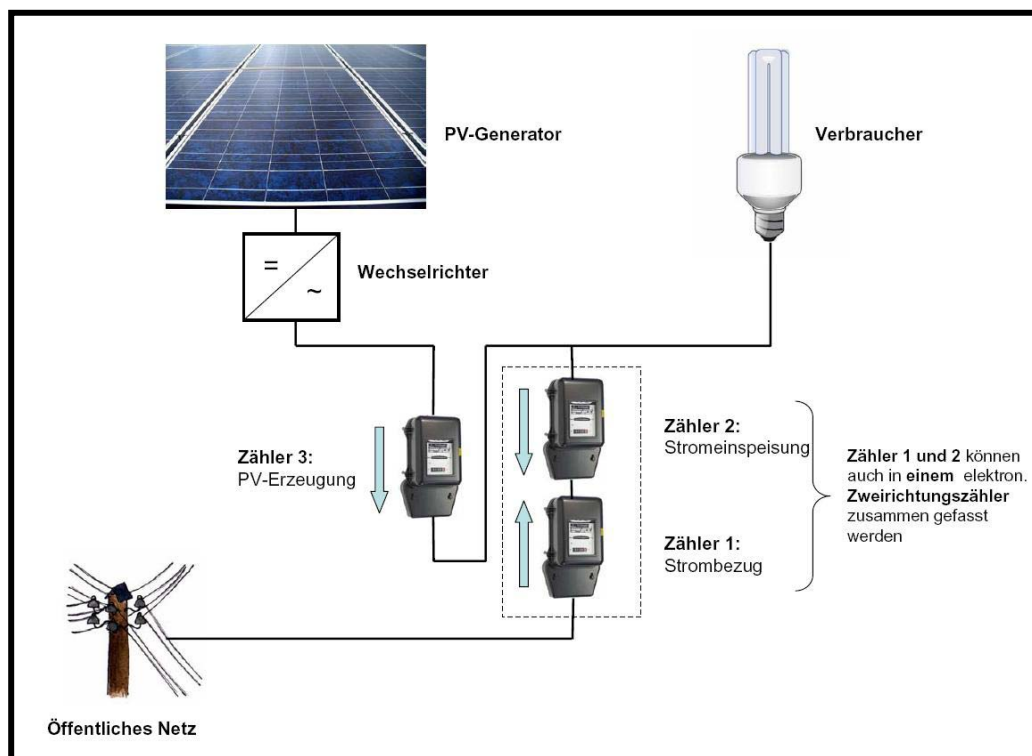 PV-Generator
Verbraucher
=
~
Wechselrichter
Zähler 3:
PV-Erzeugung
Zähler 2:
Stromeinspeisung
Zähler 1:
Strombezug
Zähler 1 und 2 können
auch in einem elektron.
Zweirichtungszähler
zusammen gefasst
werden
Öffentliches Netz